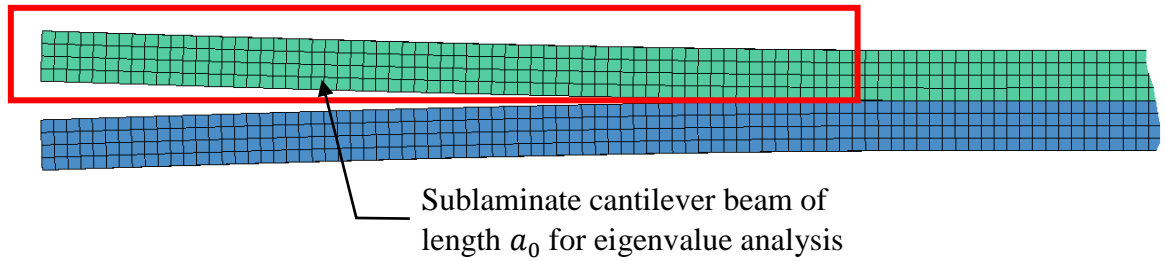 Sublaminate cantilever beam of
length 𝑎₀ for eigenvalue analysis